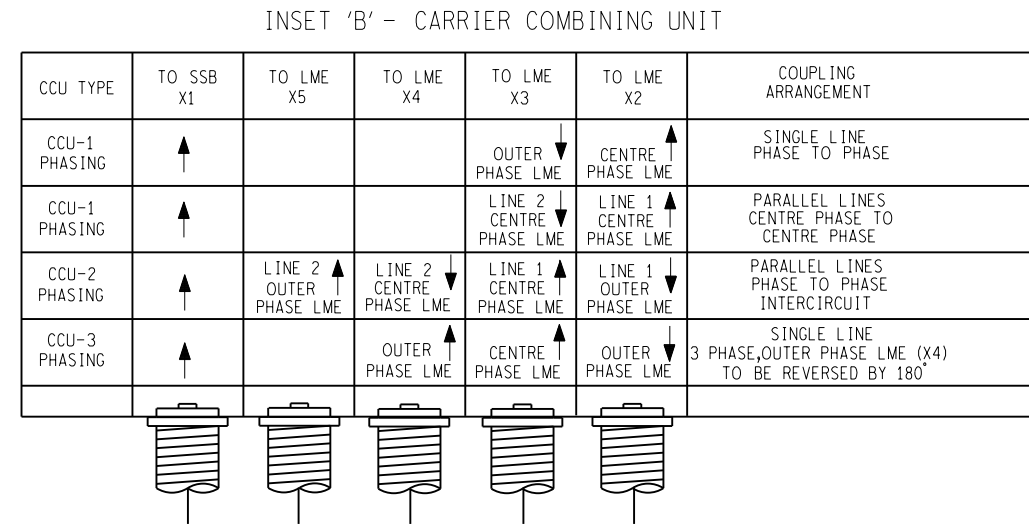 INSET 'B' - CARRIER COMBINING UNIT
CCU TYPE
TO SSB
X1
TO LME
X5
TO LME
X4
TO LME
X3
TO LME
X2
COUPLING
ARRANGEMENT
CCU-1
PHASING
OUTER
PHASE LME
CENTRE
PHASE LME
SINGLE LINE
PHASE TO PHASE
CCU-1
PHASING
LINE 2
CENTRE
PHASE LME
LINE 1
CENTRE
PHASE LME
PARALLEL LINES
CENTRE PHASE TO
CENTRE PHASE
CCU-2
PHASING
LINE 2
OUTER
PHASE LME
LINE 2
CENTRE
PHASE LME
LINE 1
CENTRE
PHASE LME
LINE 1
OUTER
PHASE LME
PARALLEL LINES
PHASE TO PHASE
INTERCIRCUIT
CCU-3
PHASING
OUTER
PHASE LME
CENTRE
PHASE LME
OUTER
PHASE LME
SINGLE LINE
3 PHASE,OUTER PHASE LME (X4)
TO BE REVERSED BY 180°